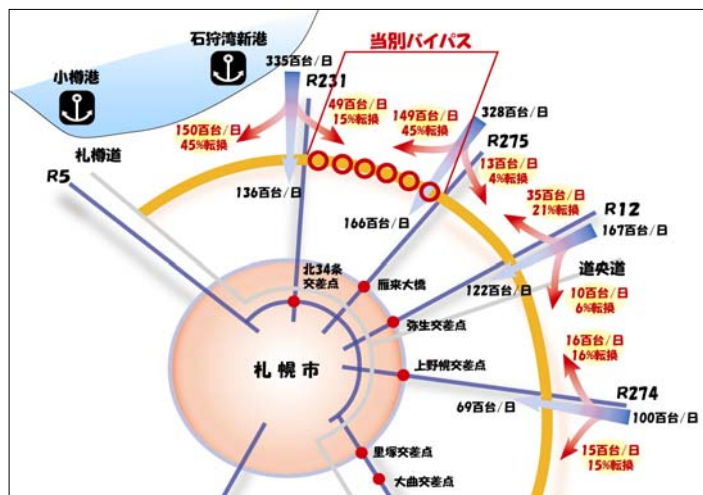 石狩湾新港
当別バイパス
小樽港
335百台/日
R231
49百台/日
15%転換
149百台/日
45%転換
328百台/日
R275
150百台/日
45%転換
札樽道
13百台/日
4%転換
R5
35百台/日
21%転換
R12
136百台/日
166百台/日
167百台/日
道央道
北34条
交差点
雁来大橋
122百台/日
10百台/日
6%転換
弥生交差点
16百台/日
16%転換
札幌市
上野幌交差点
R274
69百台/日
100百台/日
里塚交差点
15百台/日
15%転換
大曲交差点